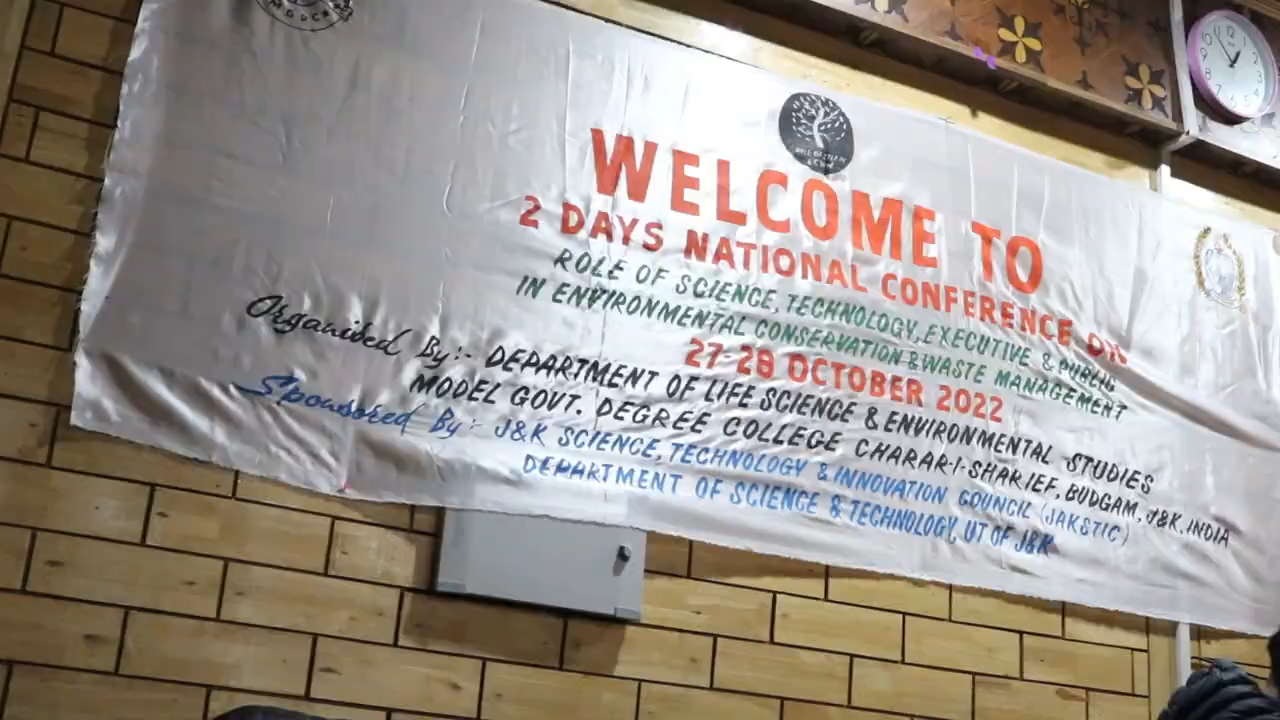 WELCOME TO
2 DAYS NATIONAL CONFERENCE ON
ROLE OF SCIENCE, TECHNOLOGY, EXECUTIVE & PUBLIC
IN ENVIRONMENTAL CONSERVATION & WASTE MANAGEMENT
27-28 OCTOBER 2022
Organised By:- DEPARTMENT OF LIFE SCIENCE & ENVIRONMENTAL STUDIES
MODEL GOVT. DEGREE COLLEGE CHARAR-I-SHARIEF, BUDGAM, J&K, INDIA
Sponsored By:- J&K SCIENCE, TECHNOLOGY & INNOVATION COUNCIL (JAKSTIC)
DEPARTMENT OF SCIENCE & TECHNOLOGY, UT OF J&K